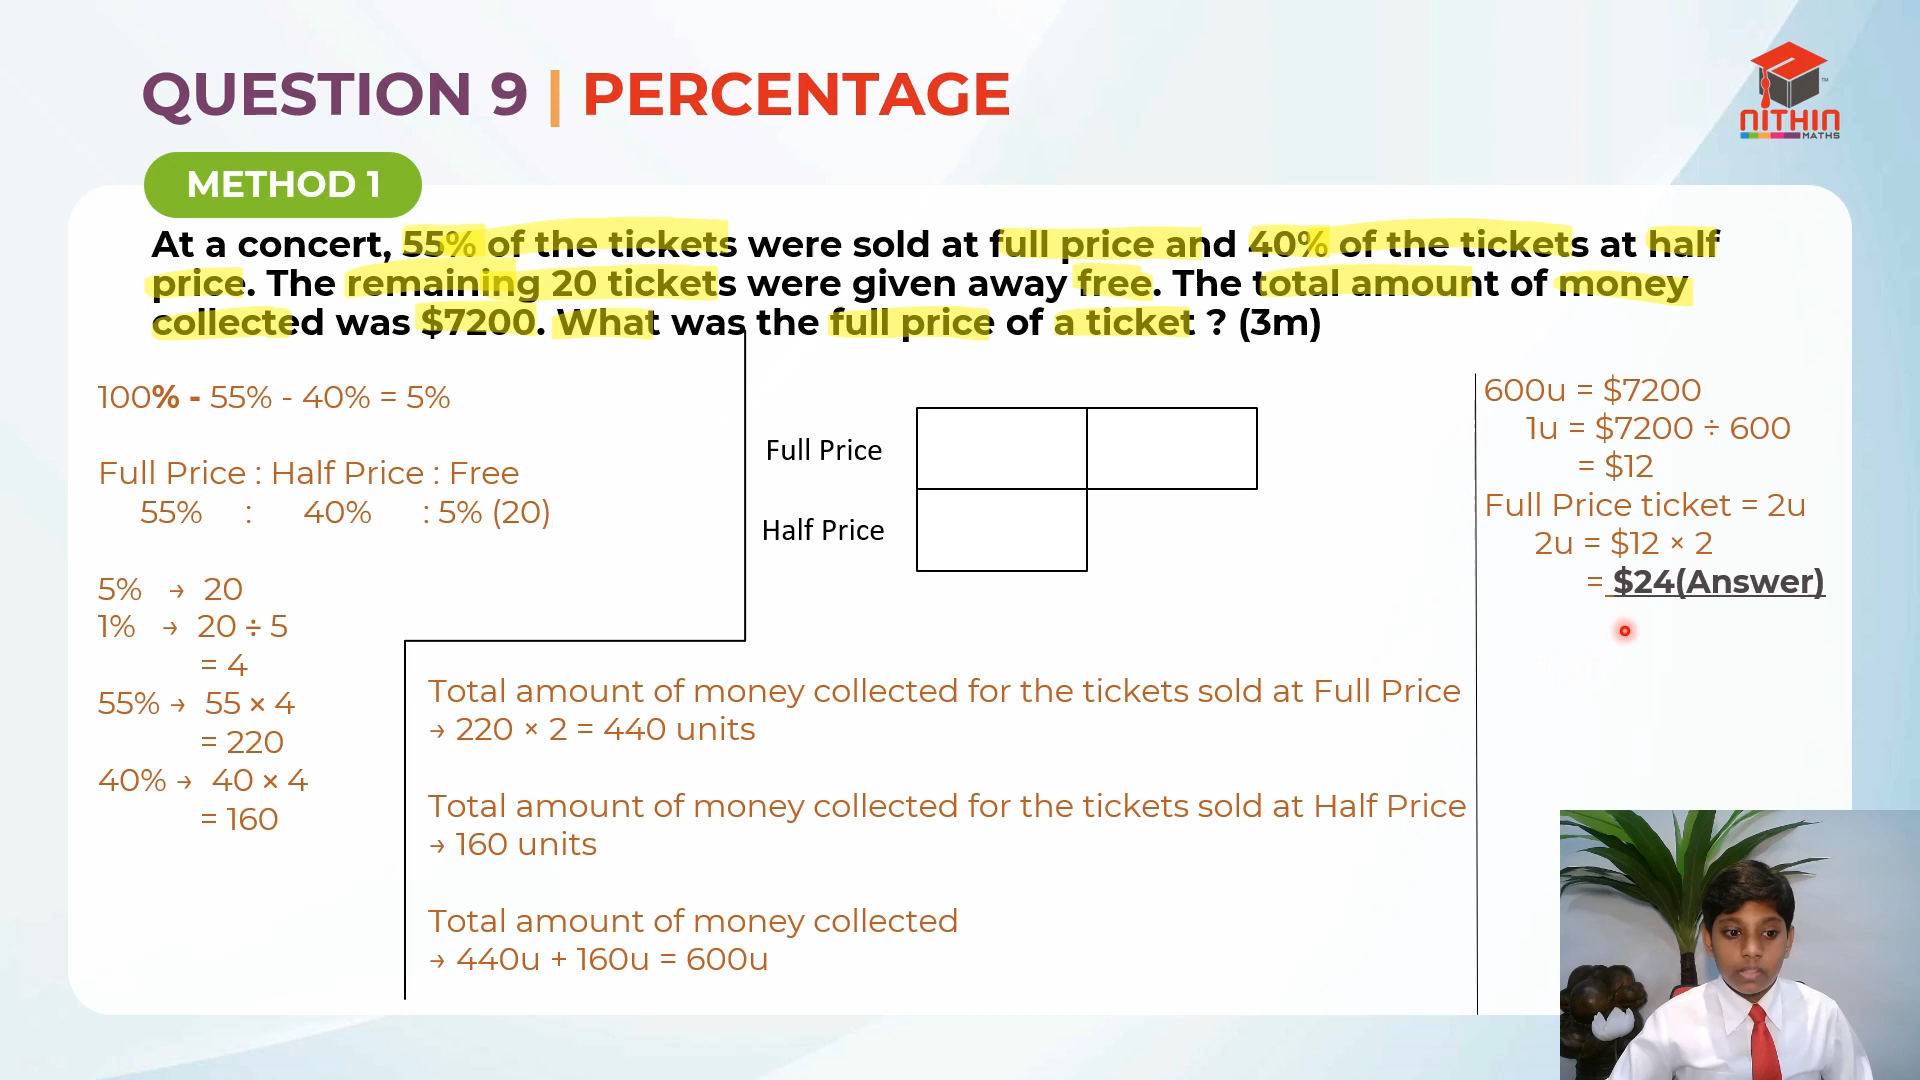 QUESTION 9 | PERCENTAGE
NITHIN
MATHS
TM
METHOD 1
At a concert, 55% of the tickets were sold at full price and 40% of the tickets at half
price. The remaining 20 tickets were given away free. The total amount of money
collected was $7200. What was the full price of a ticket ? (3m)
100% - 55% - 40% = 5%
Full Price : Half Price : Free
55% : 40% : 5% (20)
5% → 20
1% → 20 ÷ 5
= 4
55% → 55 × 4
= 220
40% → 40 × 4
= 160
Full Price
Half Price
Total amount of money collected for the tickets sold at Full Price
→ 220 × 2 = 440 units
Total amount of money collected for the tickets sold at Half Price
→ 160 units
Total amount of money collected
→ 440u + 160u = 600u
600u = $7200
1u = $7200 ÷ 600
= $12
Full Price ticket = 2u
2u = $12 × 2
= $24(Answer)